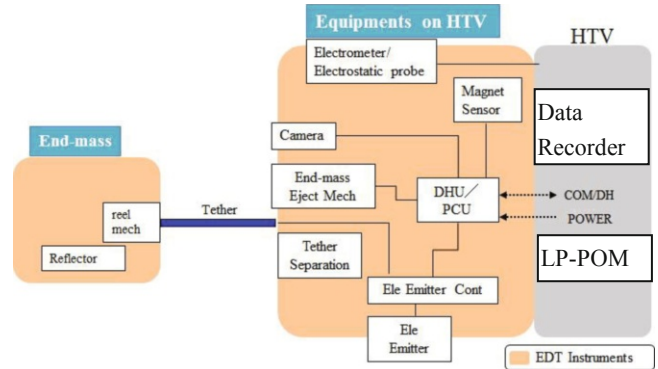 Equipments on HTV
HTV
Electrometer/
Electrostatic probe
Magnet
Sensor
Data
Recorder
Camera
End-mass
End-mass
Eject Mech
DHU/
PCU
COM/DH
POWER
reel
mech
Tether
Reflector
Tether
Separation
LP-POM
Ele Emitter Cont
Ele
Emitter
EDT Instruments